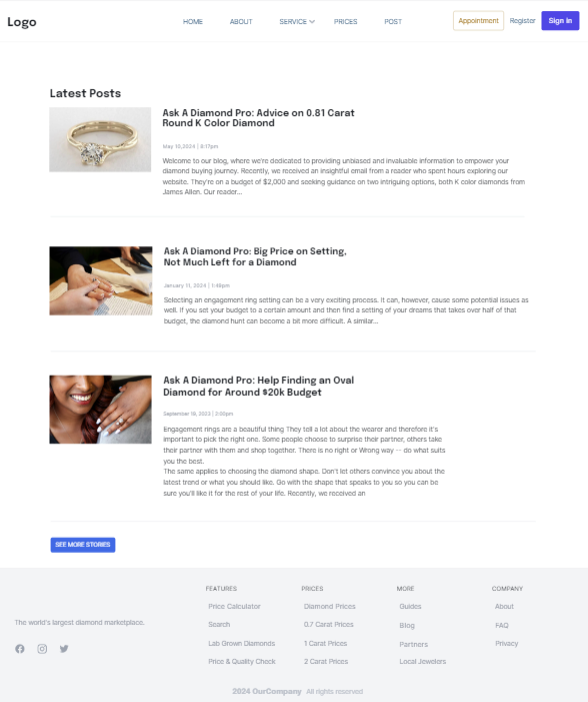 Logo
HOME ABOUT SERVICE PRICES POST
Appointment Register Sign in
Latest Posts
Ask A Diamond Pro: Advice on 0.81 Carat
Round K Color Diamond
May 10,2024 | 8:17pm
Welcome to our blog, where we're dedicated to providing unbiased and invaluable information to empower your
diamond buying journey. Recently, we received an insightful email from a reader who spent hours exploring our
website. They're on a budget of $2,000 and seeking guidance on two intriguing options, both K color diamonds from
James Allen. Our reader...
Ask A Diamond Pro: Big Price on Setting,
Not Much Left for a Diamond
January 11, 2024 | 1:49pm
Selecting an engagement ring setting can be a very exciting process. It can, however, cause some potential issues as
well. If you set your budget to a certain amount and then find a setting of your dreams that takes over half of that
budget, the diamond hunt can become a bit more difficult. A similar...
Ask A Diamond Pro: Help Finding an Oval
Diamond for Around $20k Budget
September 18, 2023 | 2:00pm
Engagement rings are a beautiful thing They tell a lot about the wearer and therefore it's
important to pick the right one. Some people choose to surprise their partner, others take
their partner with them and shop together. There is no right or Wrong way -- do what suits
you the best.
The same applies to choosing the diamond shape. Don't let others convince you about the
latest trend or what you should like. Go with the shape that speaks to you so you can be
sure you'll like it for the rest of your life. Recently, we received an
SEE MORE STORIES
The world's largest diamond marketplace.
FEATURES
Price Calculator
Search
Lab Grown Diamonds
Price & Quality Check
PRICES
Diamond Prices
0.7 Carat Prices
1 Carat Prices
2 Carat Prices
MORE
Guides
Blog
Partners
Local Jewelers
COMPANY
About
FAQ
Privacy
2024 OurCompany All rights reserved